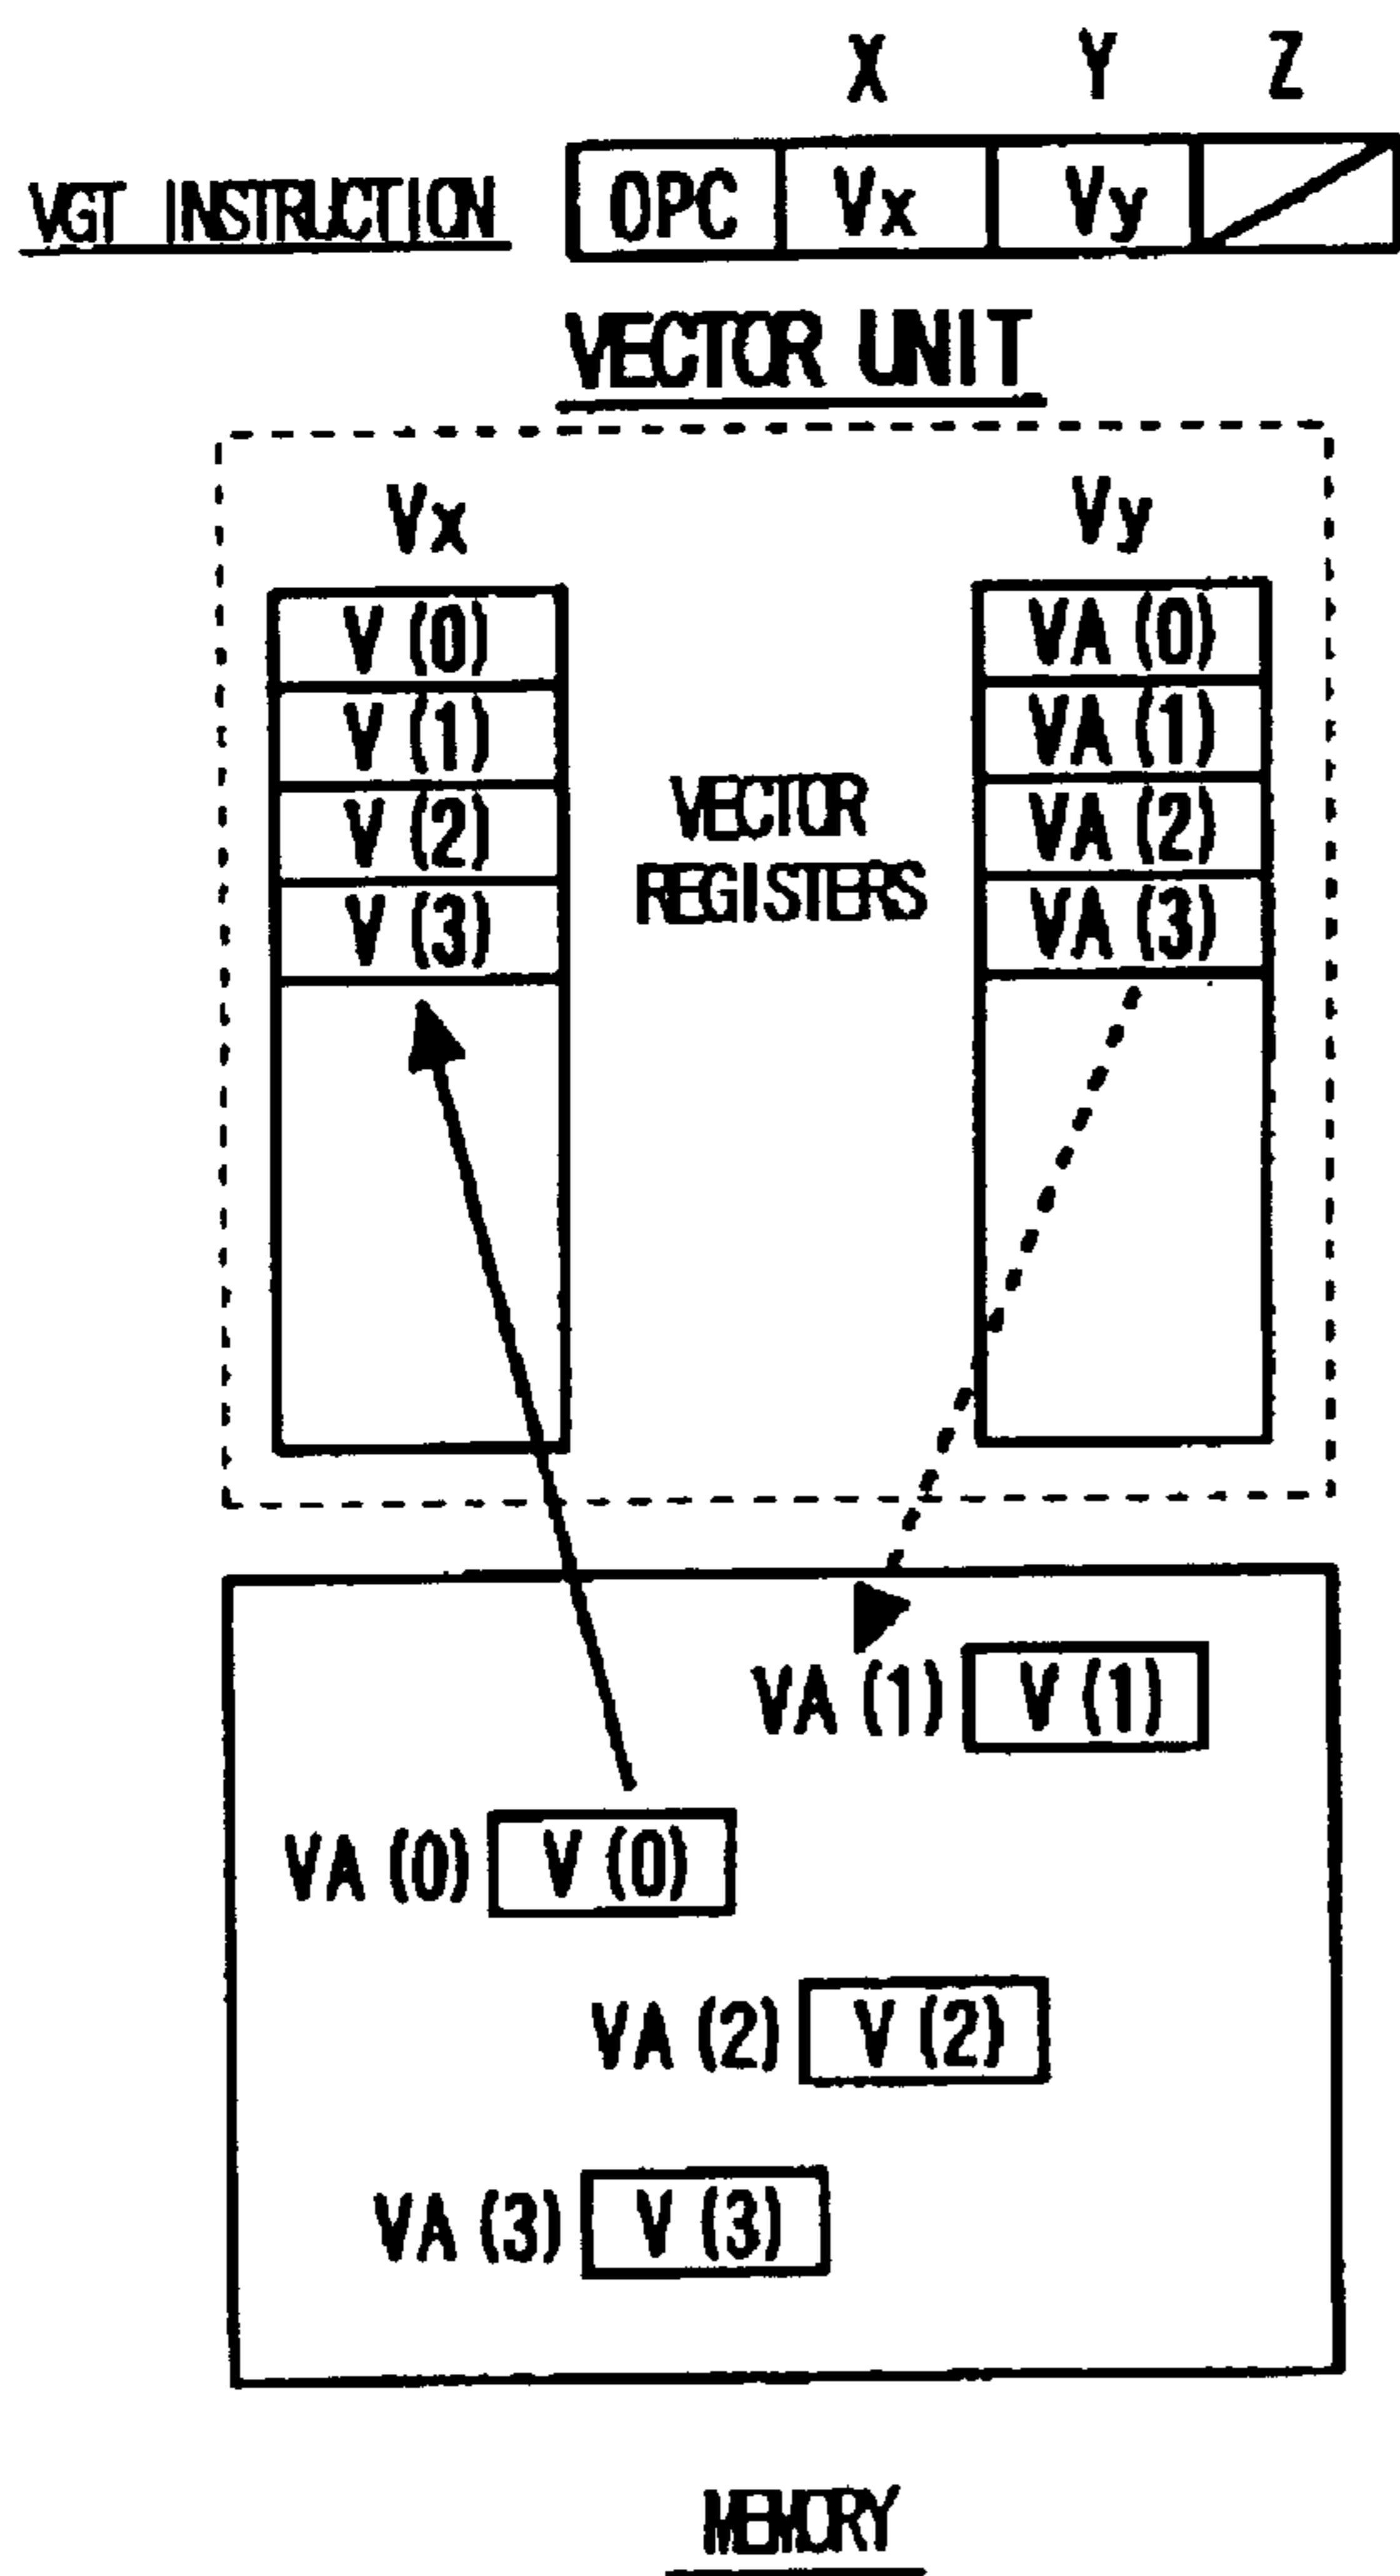 X Y Z
VGT INSTRUCTION OPC Vx Vy
VECTOR UNIT
Vx Vy
V (0) VA (0)
V (1) VA (1)
V (2) VA (2)
V (3) VA (3)
VECTOR
REGISTERS
VA (1) V (1)
VA (0) V (0)
VA (2) V (2)
VA (3) V (3)
MEMORY